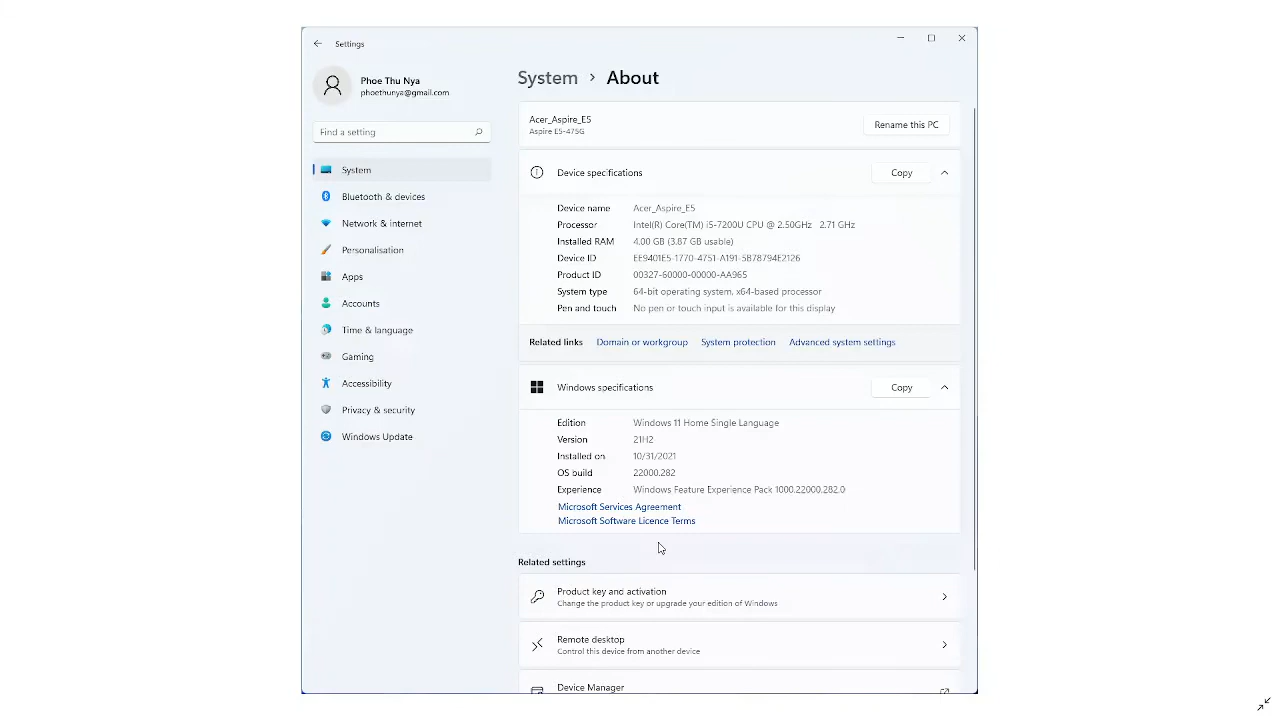 Settings
Phoe Thu Nya
phoethunya@gmail.com
Find a setting
System
Bluetooth & devices
Network & internet
Personalisation
Apps
Accounts
Time & language
Gaming
Accessibility
Privacy & security
Windows Update
System > About
Acer_Aspire_E5
Aspire E5-475G
Rename this PC
Device specifications
Copy
Device name Acer_Aspire_E5
Processor Intel(R) Core(TM) i5-7200U CPU @ 2.50GHz 2.71 GHz
Installed RAM 4.00 GB (3.87 GB usable)
Device ID EE9401E5-1770-4751-A191-5B78794E2126
Product ID 00327-60000-00000-AA965
System type 64-bit operating system, x64-based processor
Pen and touch No pen or touch input is available for this display
Related links Domain or workgroup System protection Advanced system settings
Windows specifications
Copy
Edition Windows 11 Home Single Language
Version 21H2
Installed on 10/31/2021
OS build 22000.282
Experience Windows Feature Experience Pack 1000.22000.282.0
Microsoft Services Agreement
Microsoft Software Licence Terms
Related settings
Product key and activation
Change the product key or upgrade your edition of Windows
Remote desktop
Control this device from another device
Device Manager